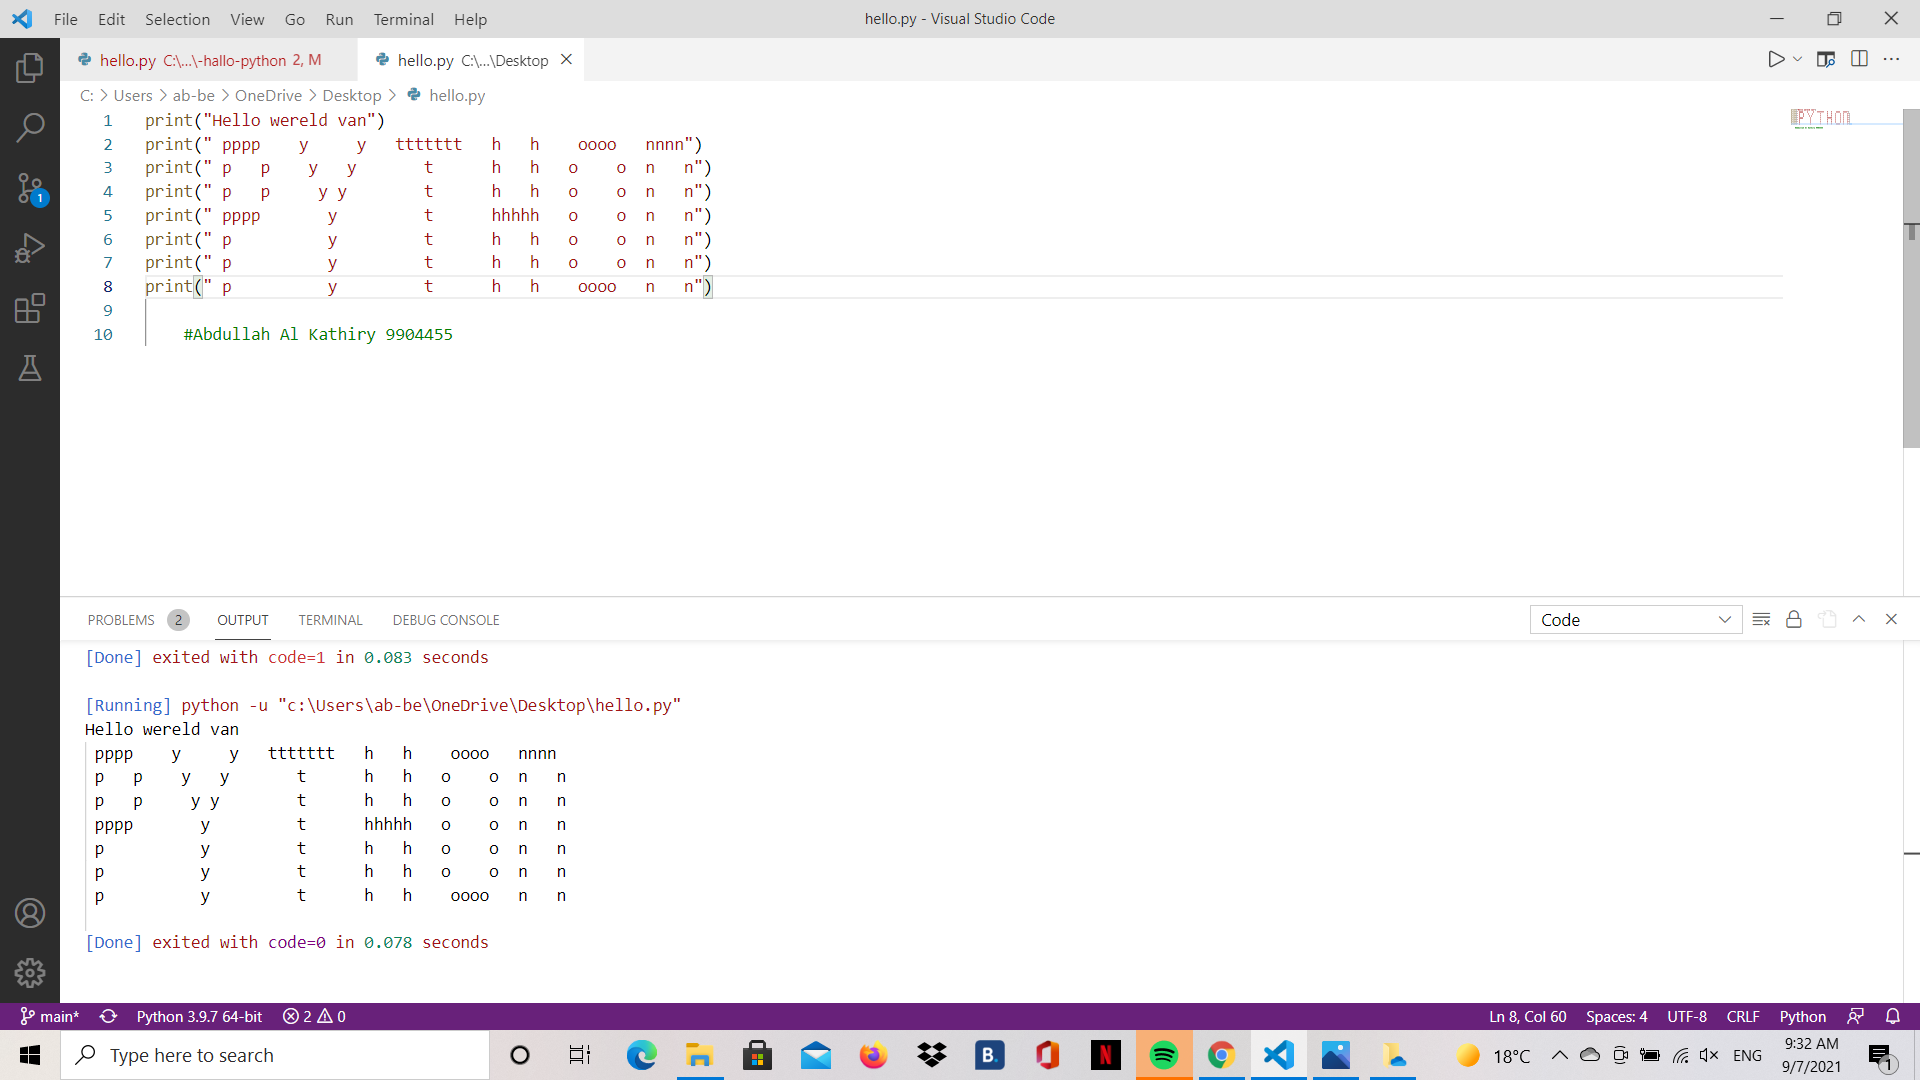 File Edit Selection View Go Run Terminal Help hello.py - Visual Studio Code
hello.py C:\...\-hallo-python 2, M hello.py C:\...\Desktop
C: > Users > ab-be > OneDrive > Desktop > hello.py
1 print("Hello wereld van")
2 print(" pppp    y     y   ttttttt   h   h    oooo   nnnn")
3 print(" p   p    y   y       t      h   h   o    o  n   n")
4 print(" p   p     y y        t      h   h   o    o  n   n")
5 print(" pppp       y         t      hhhhh   o    o  n   n")
6 print(" p          y         t      h   h   o    o  n   n")
7 print(" p          y         t      h   h   o    o  n   n")
8 print(" p          y         t      h   h    oooo   n   n")
9
10     #Abdullah Al Kathiry 9904455
PROBLEMS 2 OUTPUT TERMINAL DEBUG CONSOLE Code
[Done] exited with code=1 in 0.083 seconds
[Running] python -u "c:\Users\ab-be\OneDrive\Desktop\hello.py"
Hello wereld van
 pppp    y     y   ttttttt   h   h    oooo   nnnn
 p   p    y   y       t      h   h   o    o  n   n
 p   p     y y        t      h   h   o    o  n   n
 pppp       y         t      hhhhh   o    o  n   n
 p          y         t      h   h   o    o  n   n
 p          y         t      h   h   o    o  n   n
 p          y         t      h   h    oooo   n   n
[Done] exited with code=0 in 0.078 seconds
main* Python 3.9.7 64-bit 2 0 Ln 8, Col 60 Spaces: 4 UTF-8 CRLF Python
Type here to search B. N 18°C ENG 9:32 AM
9/7/2021 1